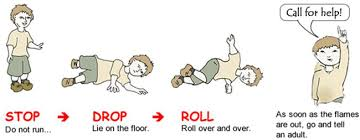 Call for help!
STOP → DROP → ROLL
Do not run... Lie on the floor. Roll over and over.
As soon as the flames
are out, go and tell
an adult.